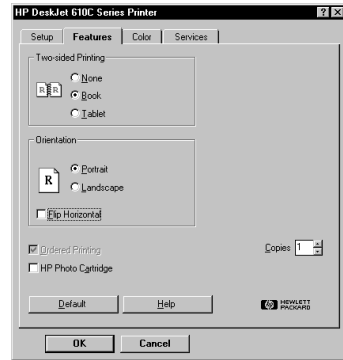 HP DeskJet 610C Series Printer
Setup Features Color Services
Two-sided Printing
None
R R Book
Tablet
Orientation
Portrait
R Landscape
Flip Horizontal
Ordered Printing
Copies 1
HP Photo Cartridge
Default Help hp HEWLETT PACKARD
OK Cancel